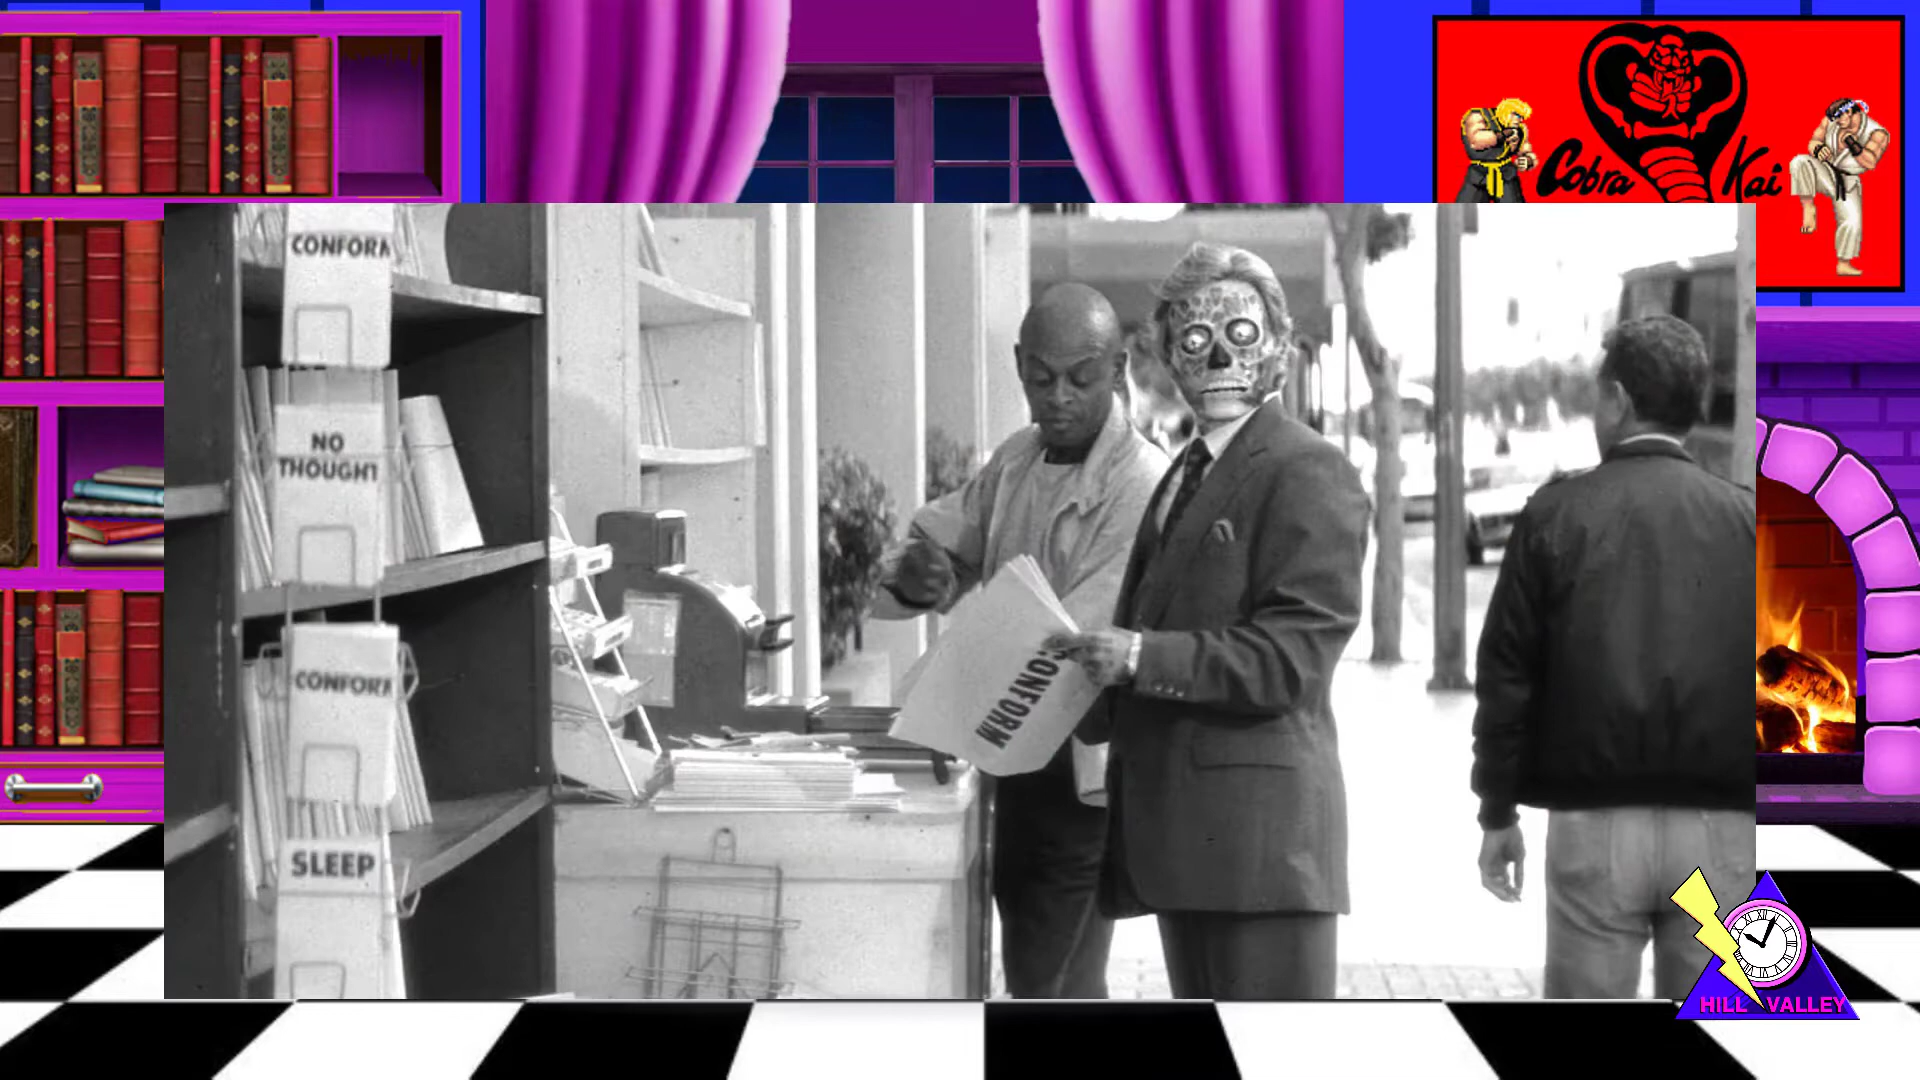 Cobra Kai
CONFORM
NO
THOUGHT
CONFORM
SLEEP
CONFORM
HILL VALLEY